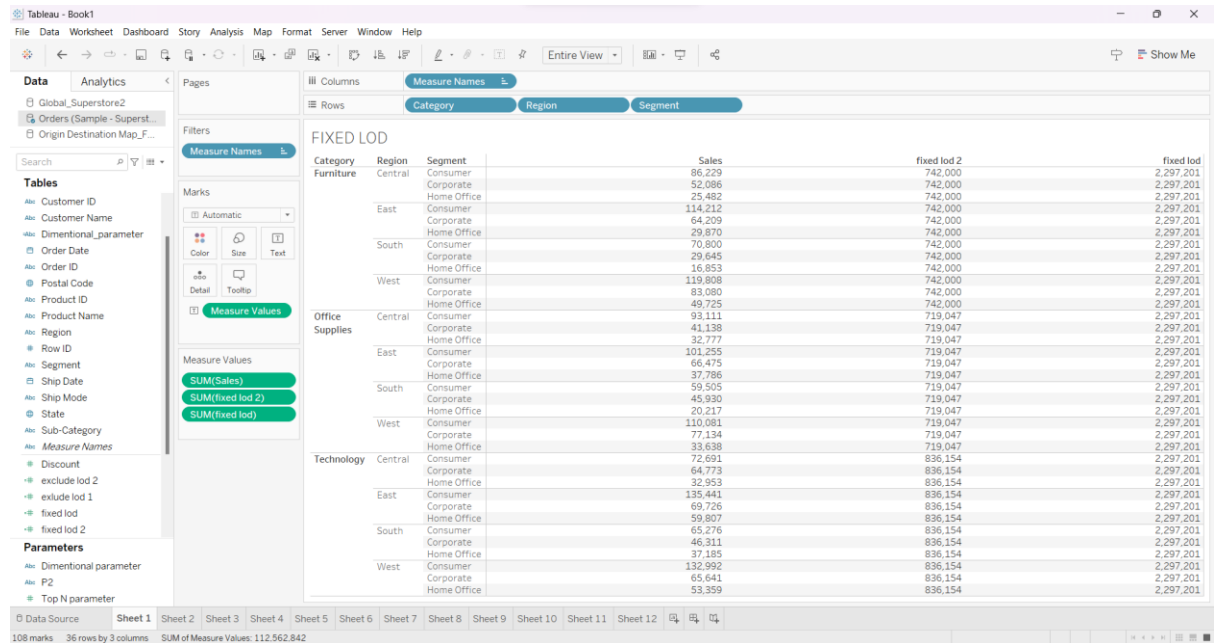 Tableau - Book1
File Data Worksheet Dashboard Story Analysis Map Format Server Window Help
Entire View
Show Me
Data Analytics
Global_Superstore2
Orders (Sample - Superst...
Origin Destination Map_F...
Search
Tables
Abc Customer ID
Abc Customer Name
Abc Dimentional_parameter
Order Date
Abc Order ID
Postal Code
Abc Product ID
Abc Product Name
Abc Region
# Row ID
Abc Segment
Ship Date
Abc Ship Mode
State
Abc Sub-Category
Abc Measure Names
# Discount
# exclude lod 2
# exlude lod 1
# fixed lod
# fixed lod 2
Parameters
Abc Dimentional parameter
Abc P2
# Top N parameter
Pages
Filters
Measure Names
Marks
Automatic
Color Size Text
Detail Tooltip
Measure Values
Measure Values
SUM(Sales)
SUM(fixed lod 2)
SUM(fixed lod)
Columns Measure Names
Rows Category Region Segment
FIXED LOD
Category Region Segment Sales fixed lod 2 fixed lod
Furniture Central Consumer 86,229 742,000 2,297,201
Corporate 52,086 742,000 2,297,201
Home Office 25,482 742,000 2,297,201
East Consumer 114,212 742,000 2,297,201
Corporate 64,209 742,000 2,297,201
Home Office 29,870 742,000 2,297,201
South Consumer 70,800 742,000 2,297,201
Corporate 29,645 742,000 2,297,201
Home Office 16,853 742,000 2,297,201
West Consumer 119,808 742,000 2,297,201
Corporate 83,080 742,000 2,297,201
Home Office 49,725 742,000 2,297,201
Office Supplies Central Consumer 93,111 719,047 2,297,201
Corporate 41,138 719,047 2,297,201
Home Office 32,777 719,047 2,297,201
East Consumer 101,255 719,047 2,297,201
Corporate 66,475 719,047 2,297,201
Home Office 37,786 719,047 2,297,201
South Consumer 59,505 719,047 2,297,201
Corporate 45,930 719,047 2,297,201
Home Office 20,217 719,047 2,297,201
West Consumer 110,081 719,047 2,297,201
Corporate 77,134 719,047 2,297,201
Home Office 33,638 719,047 2,297,201
Technology Central Consumer 72,691 836,154 2,297,201
Corporate 64,773 836,154 2,297,201
Home Office 32,953 836,154 2,297,201
East Consumer 135,441 836,154 2,297,201
Corporate 69,726 836,154 2,297,201
Home Office 59,807 836,154 2,297,201
South Consumer 65,276 836,154 2,297,201
Corporate 46,311 836,154 2,297,201
Home Office 37,185 836,154 2,297,201
West Consumer 132,992 836,154 2,297,201
Corporate 65,641 836,154 2,297,201
Home Office 53,359 836,154 2,297,201
Data Source Sheet 1 Sheet 2 Sheet 3 Sheet 4 Sheet 5 Sheet 6 Sheet 7 Sheet 8 Sheet 9 Sheet 10 Sheet 11 Sheet 12
108 marks 36 rows by 3 columns SUM of Measure Values: 112.562.842